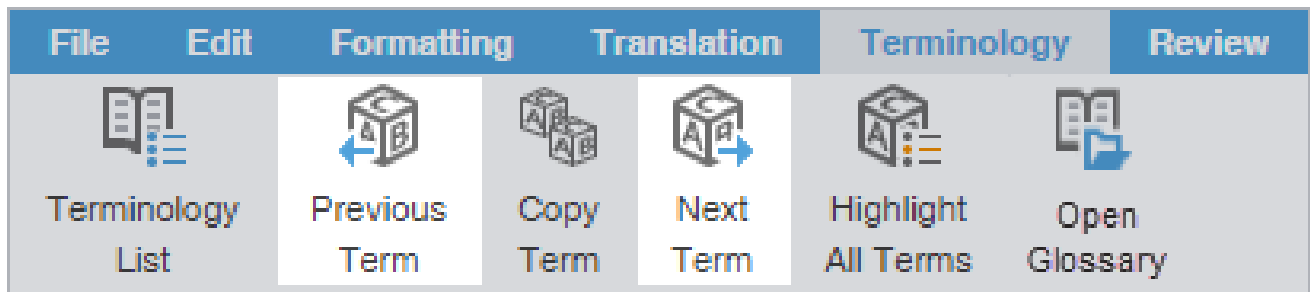 File Edit Formatting Translation Terminology Review
Terminology Previous Copy Next Highlight Open
List Term Term Term All Terms Glossary